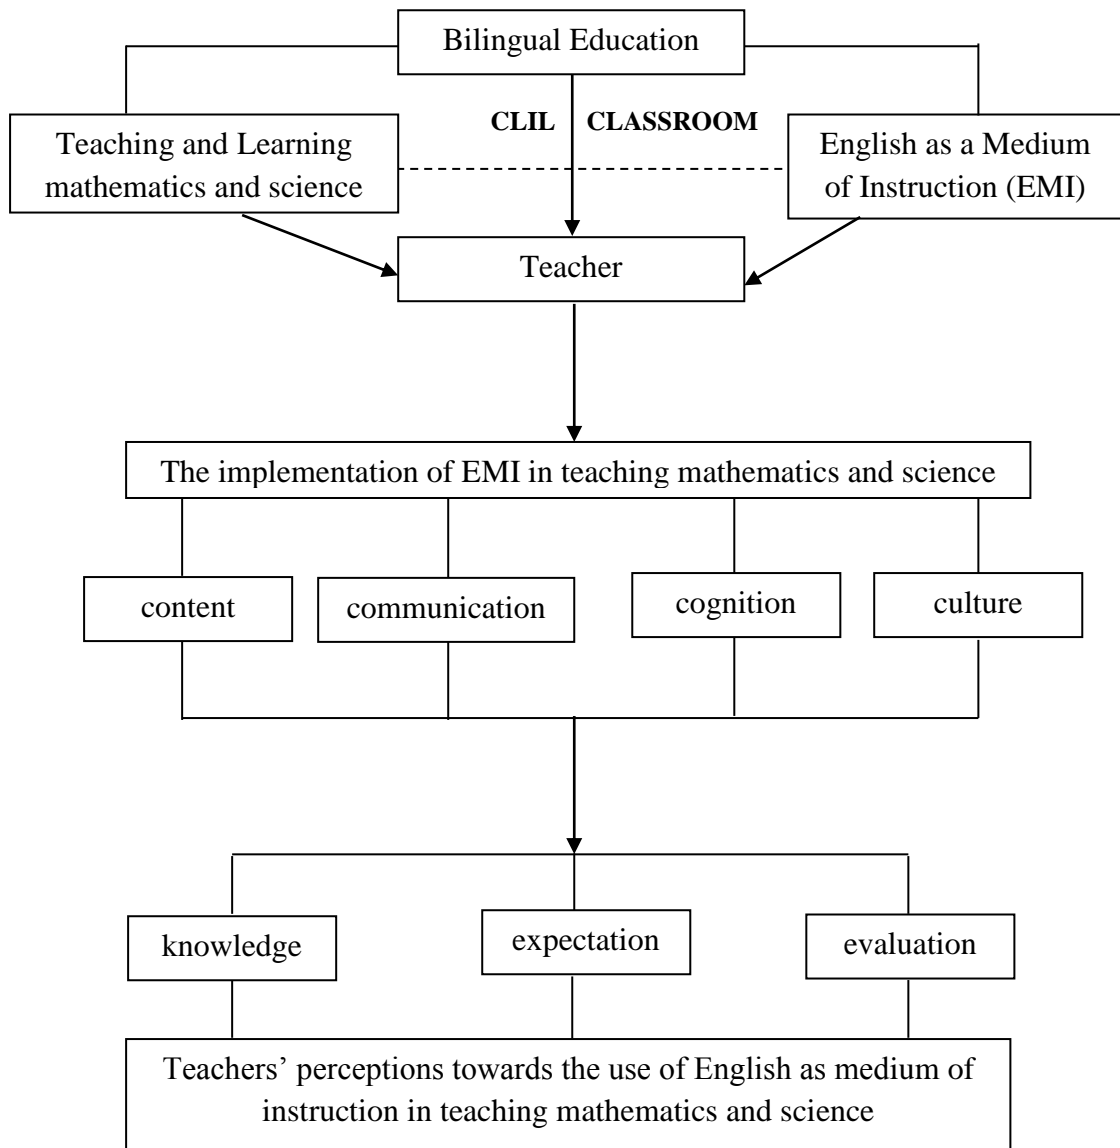 Bilingual Education
CLIL CLASSROOM
Teaching and Learning
mathematics and science
English as a Medium
of Instruction (EMI)
Teacher
The implementation of EMI in teaching mathematics and science
content
communication
cognition
culture
knowledge
expectation
evaluation
Teachers’ perceptions towards the use of English as medium of
instruction in teaching mathematics and science